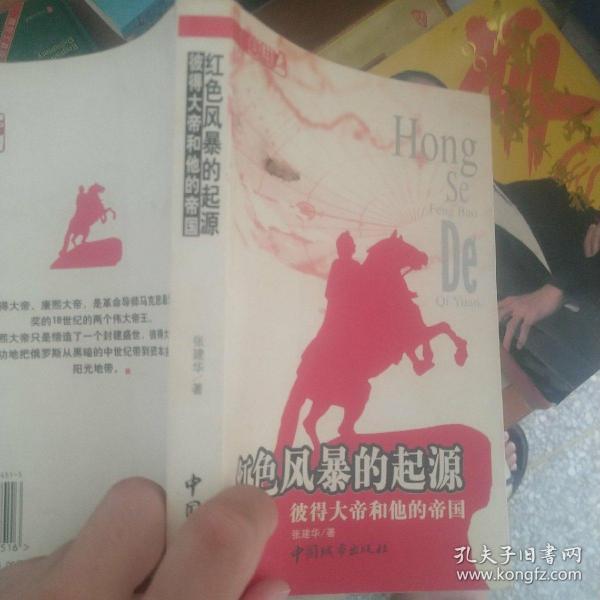 红色风暴的起源
彼得大帝和他的帝国
张建华 / 著
中国
Hong
Se
Feng Bao
De
Qi Yuan
红色风暴的起源
彼得大帝和他的帝国
张建华/著
中国城市出版社
得大帝、康熙大帝，是革命导师马克思最
奖的18世纪的两个伟大帝王。
熙大帝只是缔造了一个封建盛世，彼得大
功地把俄罗斯从黑暗的中世纪带到资本
阳光地带。
孔夫子旧书网
www.kongfz.com